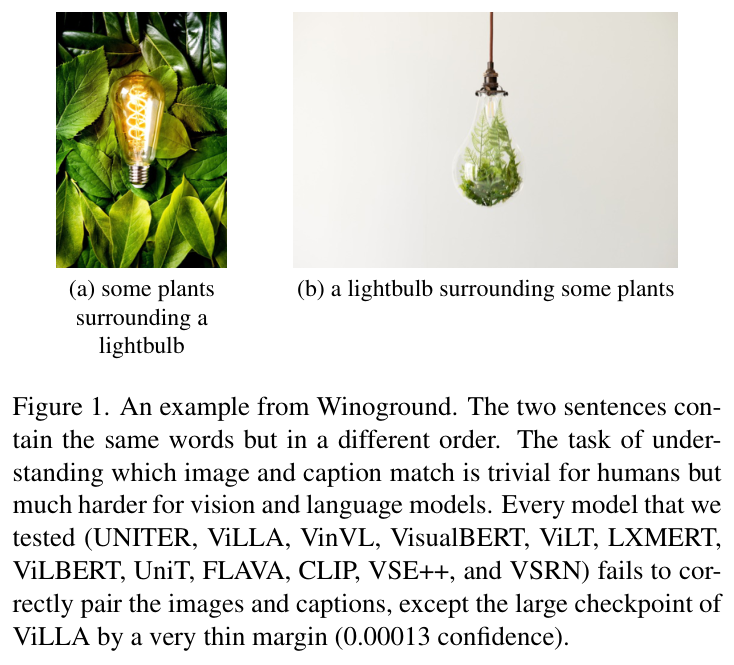 (a) some plants
surrounding a
lightbulb
(b) a lightbulb surrounding some plants
Figure 1. An example from Winoground. The two sentences con-
tain the same words but in a different order. The task of under-
standing which image and caption match is trivial for humans but
much harder for vision and language models. Every model that we
tested (UNITER, ViLLA, VinVL, VisualBERT, ViLT, LXMERT,
ViLBERT, UniT, FLAVA, CLIP, VSE++, and VSRN) fails to cor-
rectly pair the images and captions, except the large checkpoint of
ViLLA by a very thin margin (0.00013 confidence).